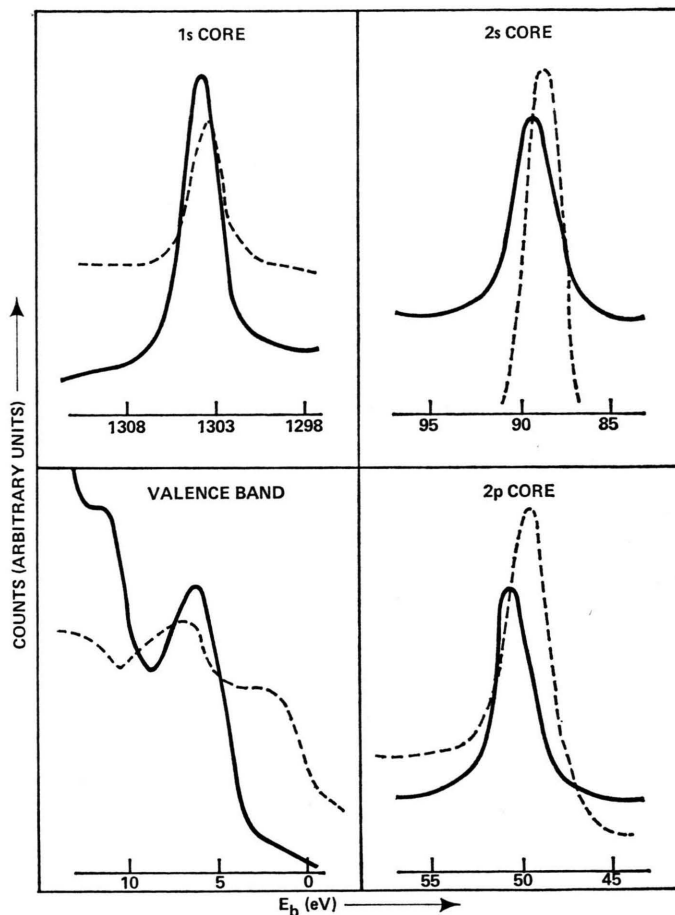 1s CORE
2s CORE
1308 1303 1298
95 90 85
VALENCE BAND
2p CORE
10 5 0
55 50 45
COUNTS (ARBITRARY UNITS)
E_b (eV)